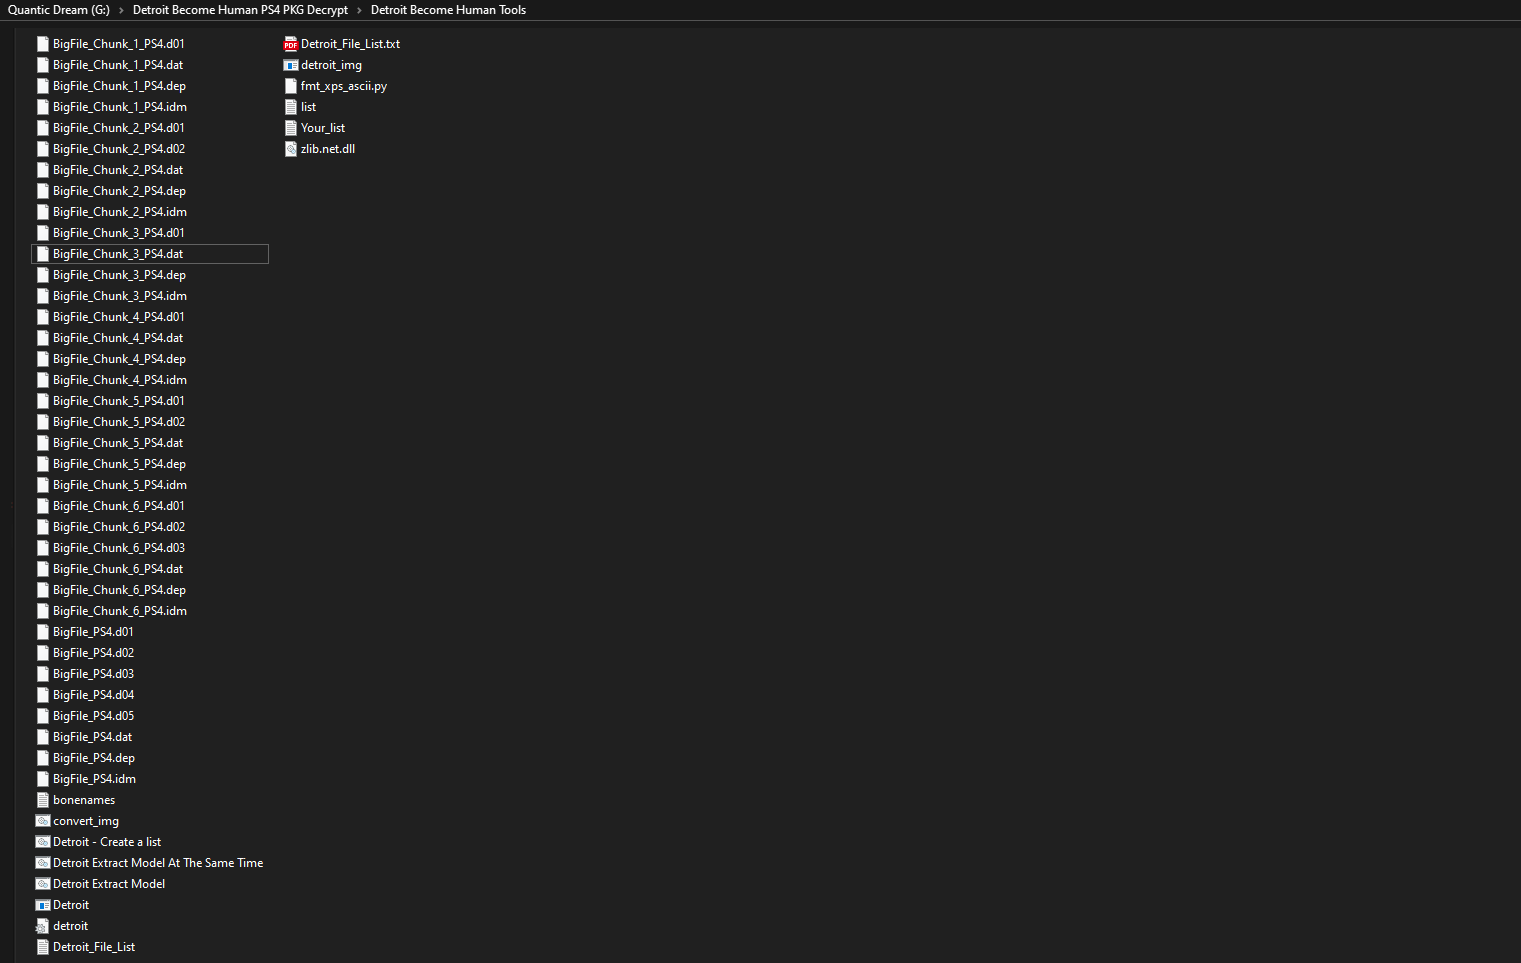 Quantic Dream (G:) > Detroit Become Human PS4 PKG Decrypt > Detroit Become Human Tools
BigFile_Chunk_1_PS4.d01
BigFile_Chunk_1_PS4.dat
BigFile_Chunk_1_PS4.dep
BigFile_Chunk_1_PS4.idm
BigFile_Chunk_2_PS4.d01
BigFile_Chunk_2_PS4.d02
BigFile_Chunk_2_PS4.dat
BigFile_Chunk_2_PS4.dep
BigFile_Chunk_2_PS4.idm
BigFile_Chunk_3_PS4.d01
BigFile_Chunk_3_PS4.dat
BigFile_Chunk_3_PS4.dep
BigFile_Chunk_3_PS4.idm
BigFile_Chunk_4_PS4.d01
BigFile_Chunk_4_PS4.dat
BigFile_Chunk_4_PS4.dep
BigFile_Chunk_4_PS4.idm
BigFile_Chunk_5_PS4.d01
BigFile_Chunk_5_PS4.d02
BigFile_Chunk_5_PS4.dat
BigFile_Chunk_5_PS4.dep
BigFile_Chunk_5_PS4.idm
BigFile_Chunk_6_PS4.d01
BigFile_Chunk_6_PS4.d02
BigFile_Chunk_6_PS4.d03
BigFile_Chunk_6_PS4.dat
BigFile_Chunk_6_PS4.dep
BigFile_Chunk_6_PS4.idm
BigFile_PS4.d01
BigFile_PS4.d02
BigFile_PS4.d03
BigFile_PS4.d04
BigFile_PS4.d05
BigFile_PS4.dat
BigFile_PS4.dep
BigFile_PS4.idm
bonenames
convert_img
Detroit - Create a list
Detroit Extract Model At The Same Time
Detroit Extract Model
Detroit
detroit
Detroit_File_List
PDF Detroit_File_List.txt
detroit_img
fmt_xps_ascii.py
list
Your_list
zlib.net.dll